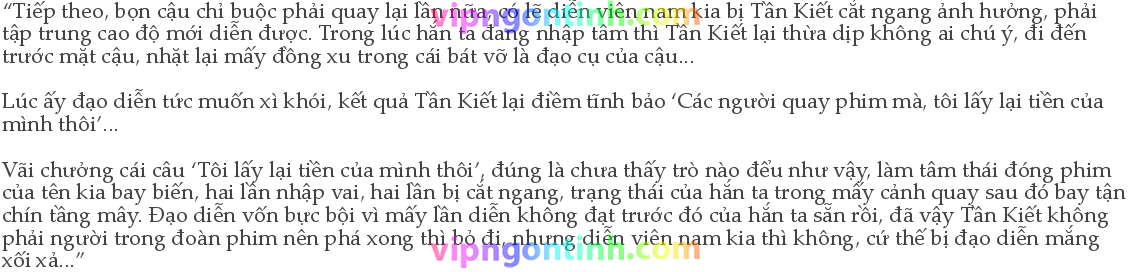 “Tiếp theo, bọn cậu chỉ buộc phải quay lại lần nữa, có lẽ diễn viên nam kia bị Tần Kiết cắt ngang ảnh hưởng, phải
vipngontinh.com
tập trung cao độ mới diễn được. Trong lúc hắn ta đang nhập tâm thì Tần Kiết lại thừa dịp không ai chú ý, đi đến
trước mặt cậu, nhặt lại mấy đồng xu trong cái bát vỡ là đạo cụ của cậu...
Lúc ấy đạo diễn tức muốn xì khói, kết quả Tần Kiết lại điềm tĩnh bảo ‘Các người quay phim mà, tôi lấy lại tiền của
mình thôi’...
Vãi chưởng cái câu ‘Tôi lấy lại tiền của mình thôi’, đúng là chưa thấy trò nào đểu như vậy, làm tâm thái đóng phim
của tên kia bay biến, hai lần nhập vai, hai lần bị cắt ngang, trạng thái của hắn ta trong mấy cảnh quay sau đó bay tận
chín tầng mây. Đạo diễn vốn bực bội vì mấy lần diễn không đạt trước đó của hắn ta sẵn rồi, đã vậy Tần Kiết không
phải người trong đoàn phim nên phá xong thì bỏ đi, nhưng diễn viên nam kia thì không, cứ thế bị đạo diễn mắng
vipngontinh.com
xối xả...”